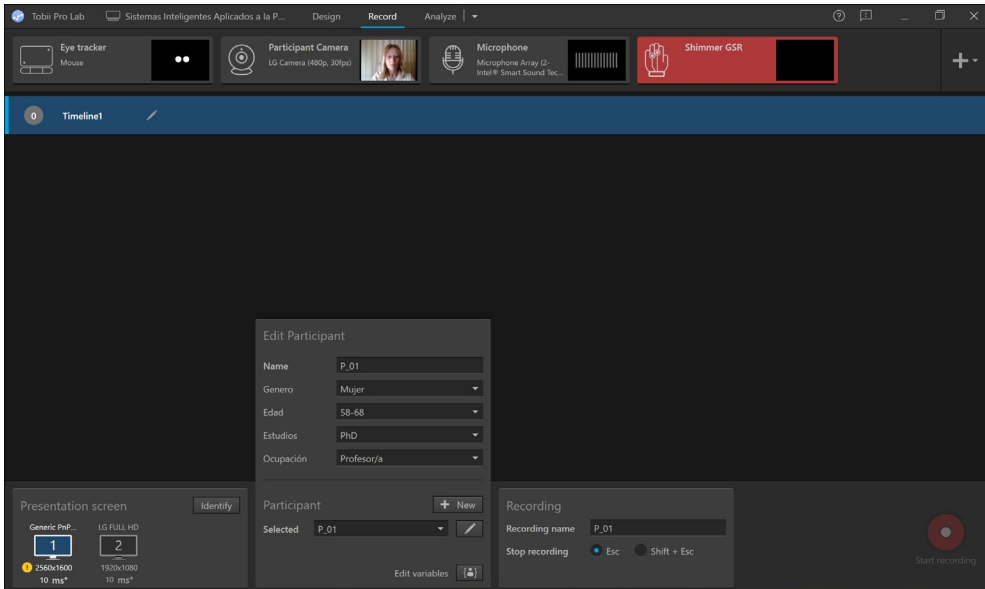 Tobii Pro Lab
Sistemas Inteligentes Aplicados a la P...
Design
Record
Analyze
Eye tracker
Mouse
Participant Camera
LG Camera (480p, 30fps)
Microphone
Microphone Array (2-
Intel® Smart Sound Tec...
Shimmer GSR
0
Timeline1
Edit Participant
Name P_01
Genero Mujer
Edad 58-68
Estudios PhD
Ocupación Profesor/a
Presentation screen Identify
Generic PnP...
1
2560x1600
10 ms*
LG FULL HD
2
1920x1080
10 ms*
Participant + New
Selected P_01
Edit variables
Recording
Recording name P_01
Stop recording Esc Shift + Esc
Start recording